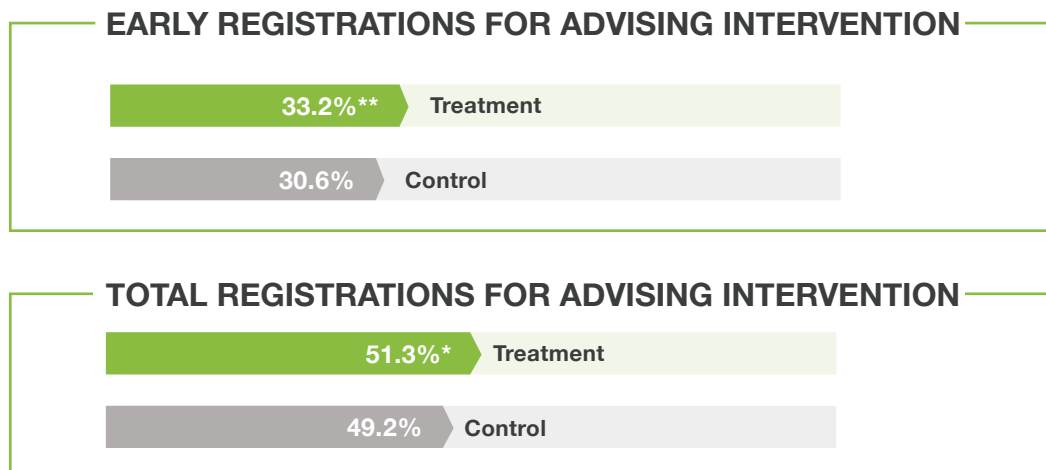 EARLY REGISTRATIONS FOR ADVISING INTERVENTION
33.2%** Treatment
30.6% Control
TOTAL REGISTRATIONS FOR ADVISING INTERVENTION
51.3%* Treatment
49.2% Control